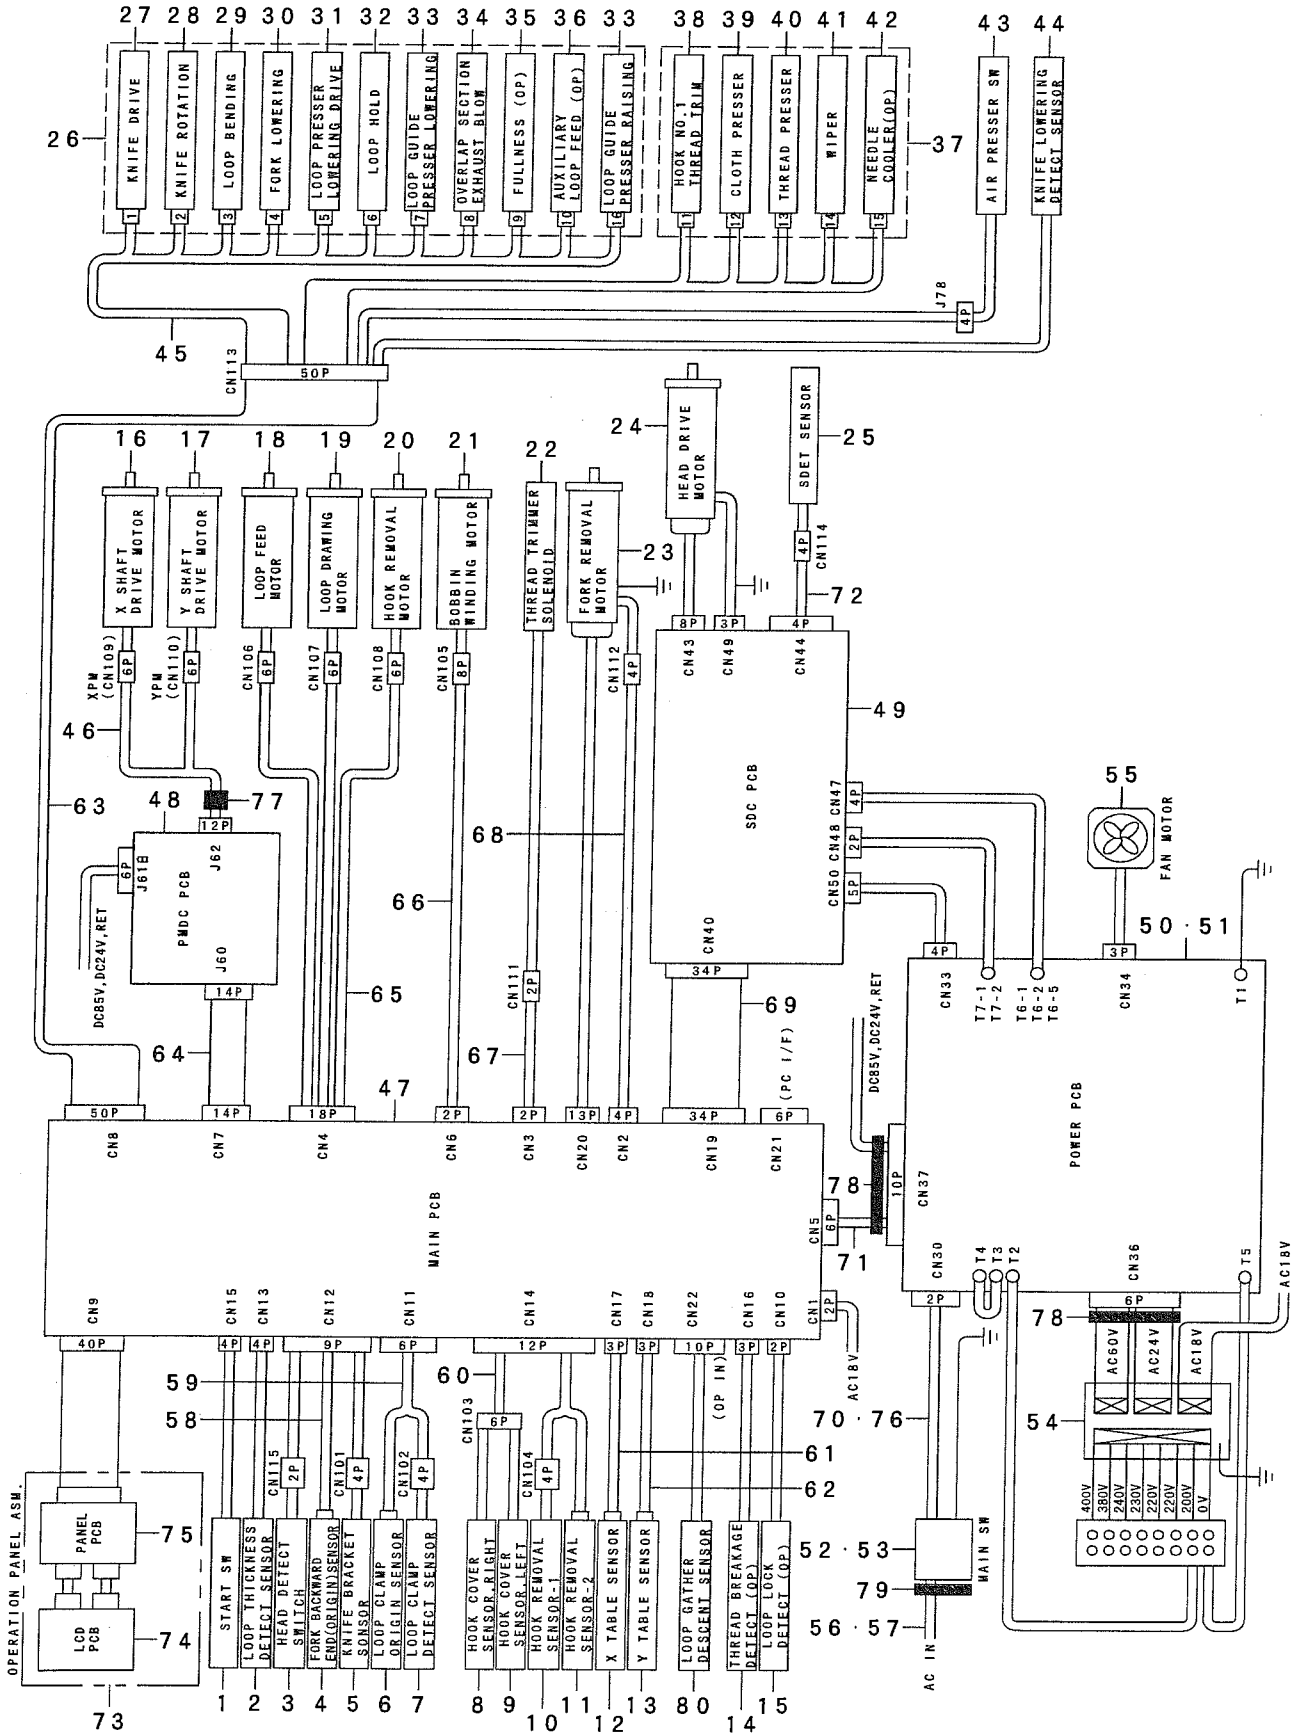 27 28 29 30 31 32 33 34 35 36 33 38 39 40 41 42 43 44
26
KNIFE DRIVE
1
KNIFE ROTATION
2
LOOP BENDING
3
FORK LOWERING
4
LOOP PRESSER
LOWERING DRIVE
5
LOOP HOLD
6
LOOP GUIDE
PRESSER LOWERING
7
OVERLAP SECTION
EXHAUST BLOW
8
FULLNESS (OP)
9
AUXILIARY
LOOP FEED (OP)
10
LOOP GUIDE
PRESSER RAISING
16
HOOK NO.1
THREAD TRIM
11
CLOTH PRESSER
12
THREAD PRESSER
13
WIPER
14
NEEDLE
COOLER(OP)
15
37
AIR PRESSER SW
KNIFE LOWERING
DETECT SENSOR
J78
4P
45
CN113
50P
16 17 18 19 20 21 22
24
HEAD DRIVE
MOTOR
SDET SENSOR
25
X SHAFT
DRIVE MOTOR
Y SHAFT
DRIVE MOTOR
LOOP FEED
MOTOR
LOOP DRAWING
MOTOR
HOOK REMOVAL
MOTOR
BOBBIN
WINDING MOTOR
THREAD TRIMMER
SOLENOID
FORK REMOVAL
MOTOR
23
4P
CN114
72
XPM
(CN109)
6P
YPM
(CN110)
6P
CN106
6P
CN107
6P
CN108
6P
CN105
8P
CN112
4P
8P
CN43
3P
CN49
4P
CN44
46
49
SDC PCB
63
48
77
12P
J62
6P
J61B
PMDC PCB
J60
14P
DC85V,DC24V,RET
64
65
66
68
CN111
2P
67
CN47
4P
CN48
2P
CN50
5P
CN40
34P
69
55
FAN MOTOR
50·51
4P
CN33
T7-1
T7-2
T6-1
T6-2
T6-5
3P
CN34
T1
POWER PCB
DC85V,DC24V,RET
(PC I/F)
47
50P
CN8
14P
CN7
18P
CN4
2P
CN6
2P
CN3
13P
CN20
4P
CN2
34P
CN19
6P
CN21
MAIN PCB
78
10P
CN37
CN5
6P
71
CN30
2P
T4
T3
T2
CN36
6P
T5
AC18V
78
CN9
40P
CN15
4P
CN13
4P
CN12
9P
CN11
6P
CN14
12P
CN17
3P
CN18
3P
CN22
10P
(OP IN)
CN16
3P
CN10
2P
CN1
2P
AC18V
AC60V
AC24V
AC18V
59
58
60
CN103
6P
CN115
2P
CN101
4P
CN102
4P
CN104
4P
61
62
70·76
54
400V
380V
240V
230V
220V
220V
200V
0V
52·53
MAIN SW
79
56·57
AC IN
OPERATION PANEL ASM.
PANEL
PCB
75
LCD
PCB
74
73
START SW
LOOP THICKNESS
DETECT SENSOR
HEAD DETECT
SWITCH
FORK BACKWARD
END(ORIGIN)SENSOR
KNIFE BRACKET
SONSOR
LOOP CLAMP
ORIGIN SENSOR
LOOP CLAMP
DETECT SENSOR
HOOK COVER
SENSOR,RIGHT
HOOK COVER
SENSOR,LEFT
HOOK REMOVAL
SENSOR-1
HOOK REMOVAL
SENSOR-2
X TABLE SENSOR
Y TABLE SENSOR
LOOP GATHER
DESCENT SENSOR
THREAD BREAKAGE
DETECT (OP)
LOOP LOCK
DETECT (OP)
1 2 3 4 5 6 7 8 9 10 11 12 13 80 14 15